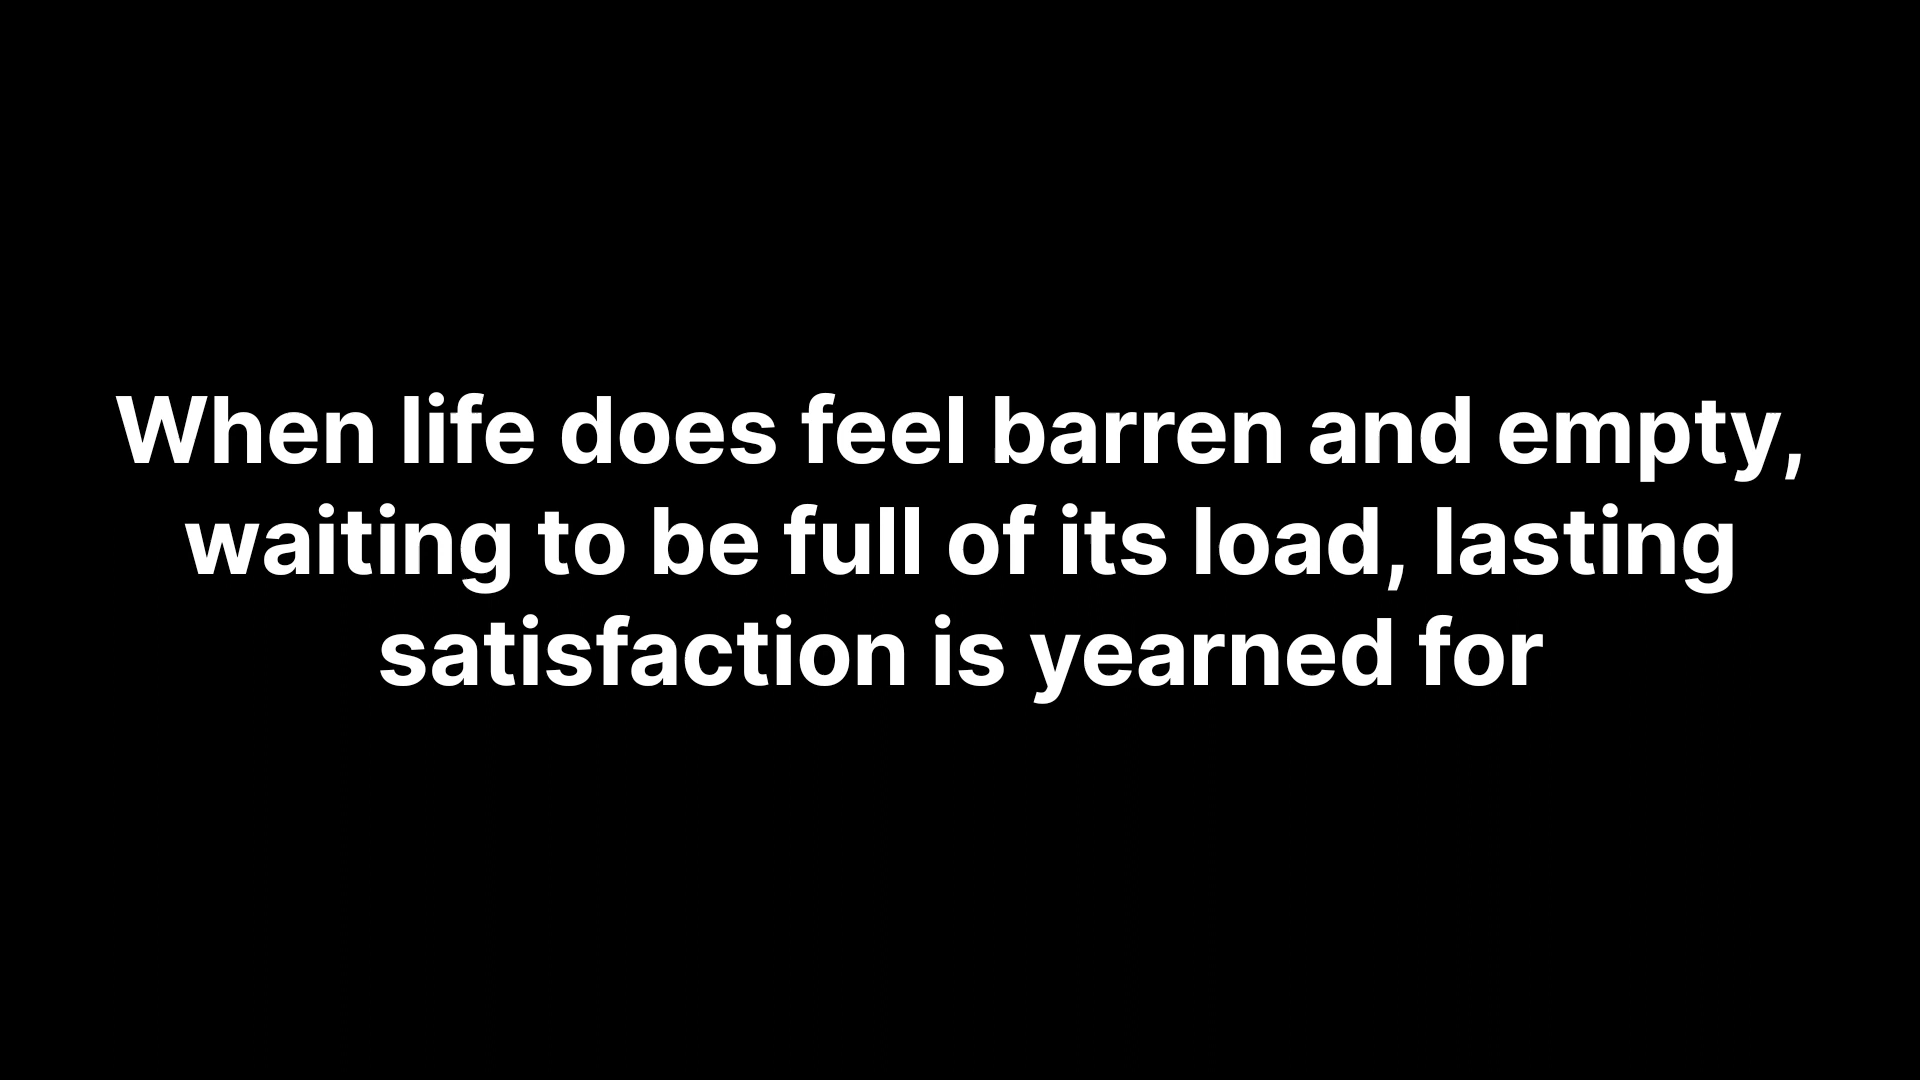 When life does feel barren and empty,
waiting to be full of its load, lasting
satisfaction is yearned for